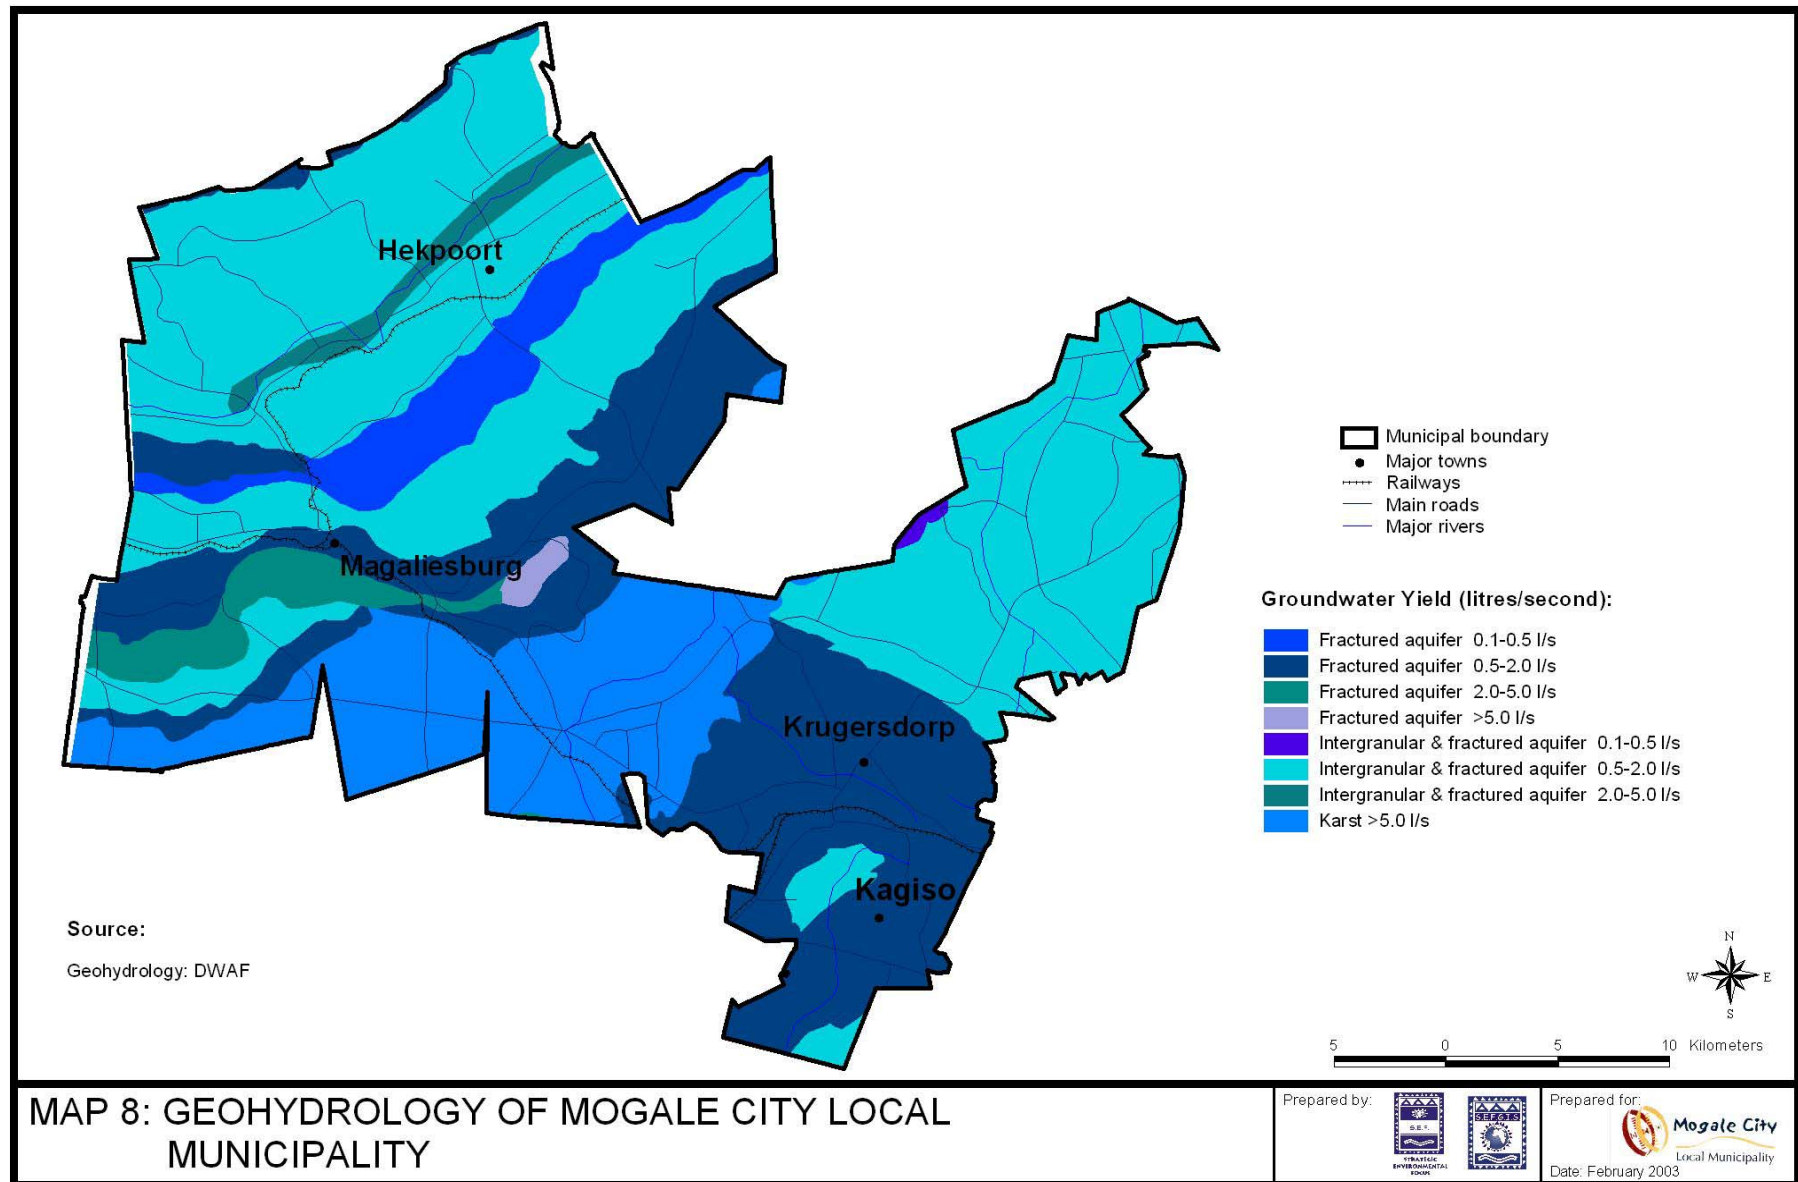 Hekpoort
Magaliesburg
Krugersdorp
Kagiso
Municipal boundary
Major towns
Railways
Main roads
Major rivers
Groundwater Yield (litres/second):
Fractured aquifer 0.1-0.5 l/s
Fractured aquifer 0.5-2.0 l/s
Fractured aquifer 2.0-5.0 l/s
Fractured aquifer >5.0 l/s
Intergranular & fractured aquifer 0.1-0.5 l/s
Intergranular & fractured aquifer 0.5-2.0 l/s
Intergranular & fractured aquifer 2.0-5.0 l/s
Karst >5.0 l/s
Source:
Geohydrology: DWAF
N
W E
S
5 0 5 10 Kilometers
MAP 8: GEOHYDROLOGY OF MOGALE CITY LOCAL
MUNICIPALITY
Prepared by:
S.E.F.
STRATEGIC
ENVIRONMENTAL
FOCUS
SEFGIS
Prepared for:
Mogale City
Local Municipality
Date: February 2003